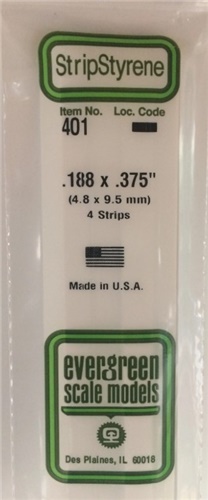 StripStyrene
Item No. Loc. Code
401
.188 x .375"
(4.8 x 9.5 mm)
4 Strips
Made in U.S.A.
evergreen
scale models
Des Plaines, IL 60018